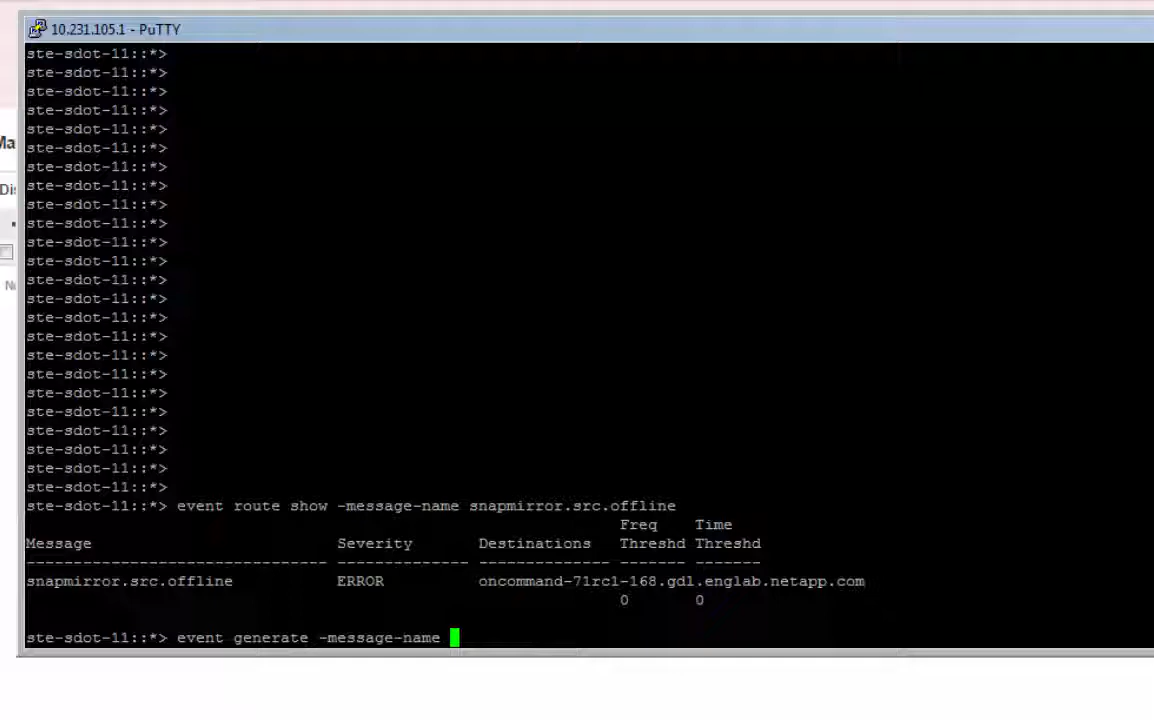 10.231.105.1 - PuTTY
ste-sdot-11::*>
ste-sdot-11::*>
ste-sdot-11::*>
ste-sdot-11::*>
ste-sdot-11::*>
Ma
ste-sdot-11::*>
ste-sdot-11::*>
Dis
ste-sdot-11::*>
ste-sdot-11::*>
ste-sdot-11::*>
ste-sdot-11::*>
ste-sdot-11::*>
ste-sdot-11::*>
Nu
ste-sdot-11::*>
ste-sdot-11::*>
ste-sdot-11::*>
ste-sdot-11::*>
ste-sdot-11::*>
ste-sdot-11::*>
ste-sdot-11::*>
ste-sdot-11::*>
ste-sdot-11::*>
ste-sdot-11::*>
ste-sdot-11::*>
ste-sdot-11::*> event route show -message-name snapmirror.src.offline
Freq Time
Message Severity Destinations Threshd Threshd
-------------------------------- -------------- -------------- ------- -------
snapmirror.src.offline ERROR oncommand-71rc1-168.gdl.englab.netapp.com
0 0
ste-sdot-11::*> event generate -message-name